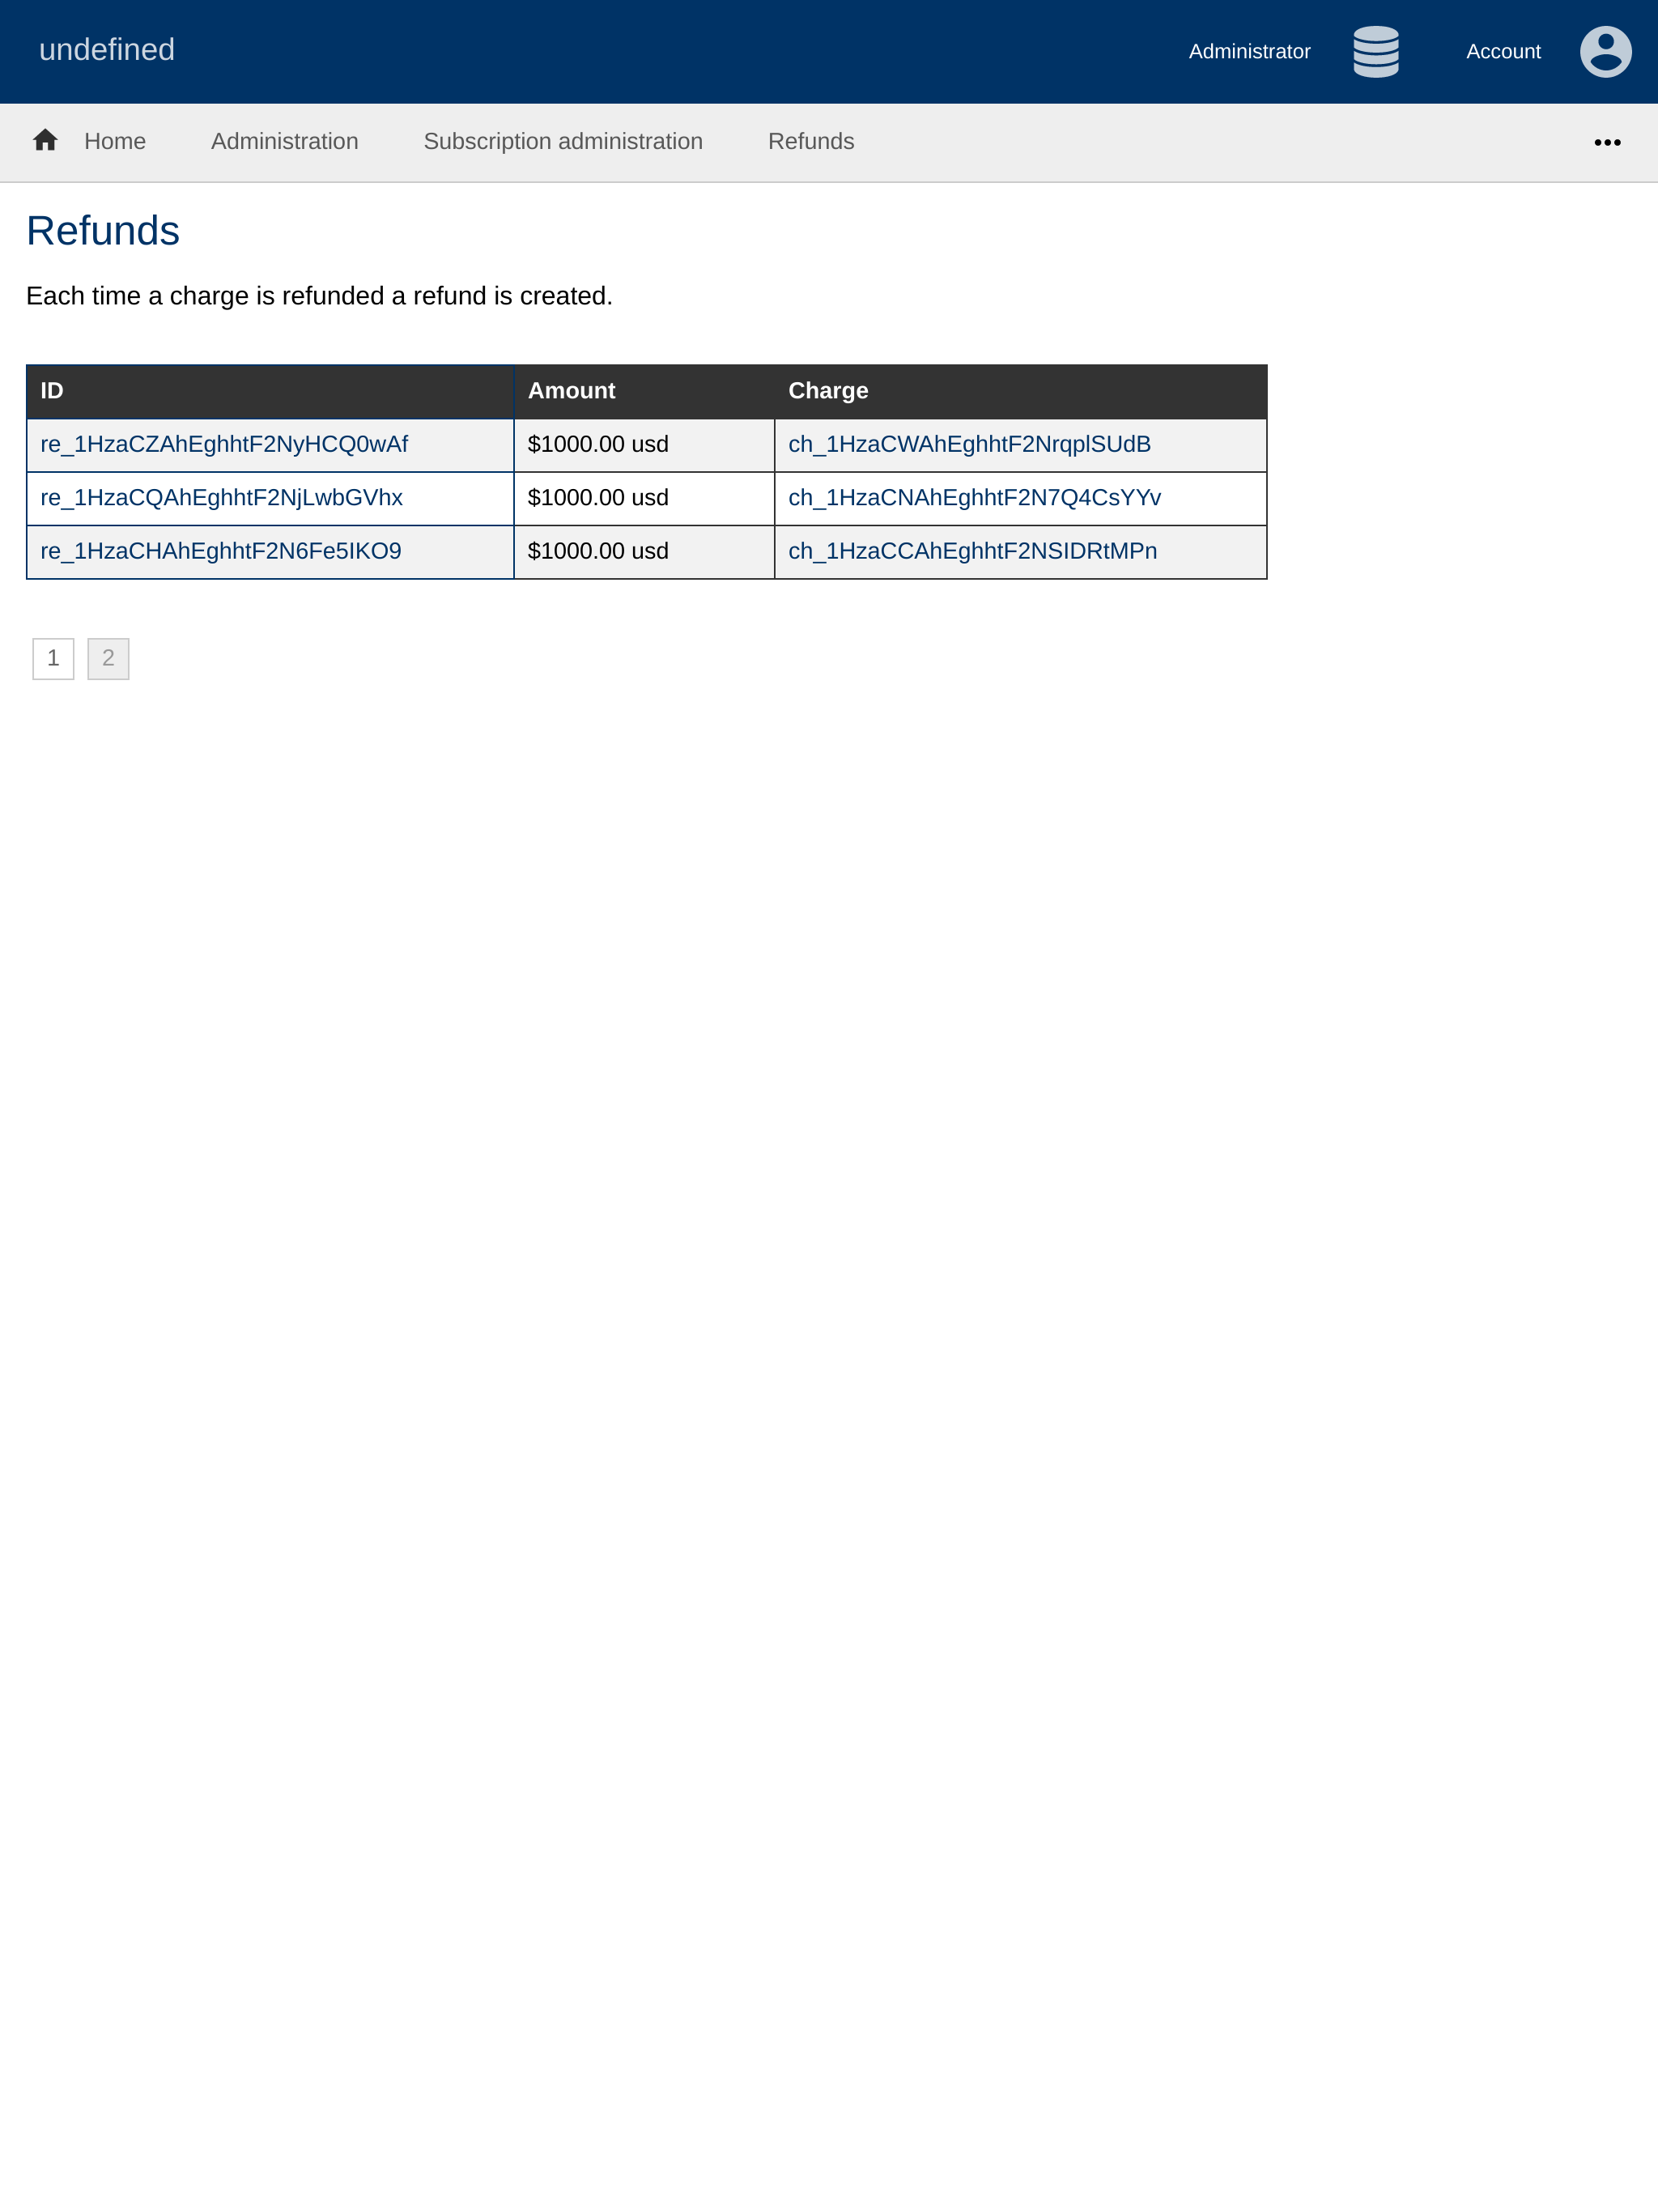 undefined
Administrator
Account
Home Administration Subscription administration Refunds
Refunds
Each time a charge is refunded a refund is created.
ID Amount Charge
re_1HzaCZAhEghhtF2NyHCQ0wAf $1000.00 usd ch_1HzaCWAhEghhtF2NrqplSUdB
re_1HzaCQAhEghhtF2NjLwbGVhx $1000.00 usd ch_1HzaCNAhEghhtF2N7Q4CsYYv
re_1HzaCHAhEghhtF2N6Fe5IKO9 $1000.00 usd ch_1HzaCCAhEghhtF2NSIDRtMPn
1 2